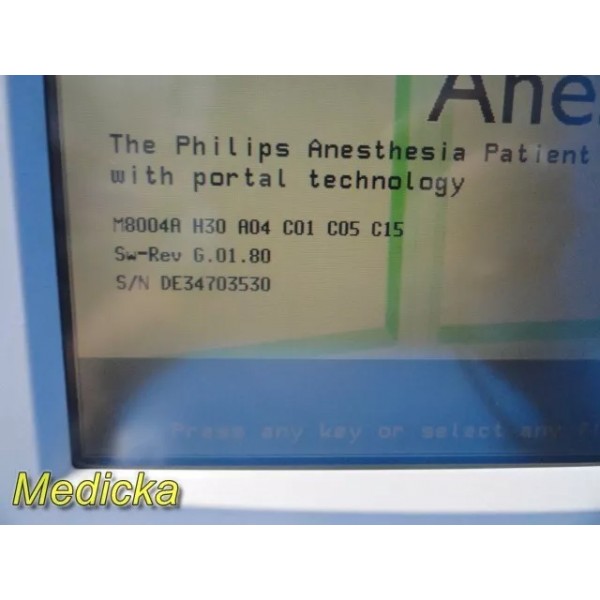 Anes
The Philips Anesthesia Patient
with portal technology
M8004A H30 A04 C01 C05 C15
Sw-Rev G.01.80
S/N DE34703530
Press any key or select any
Medicka